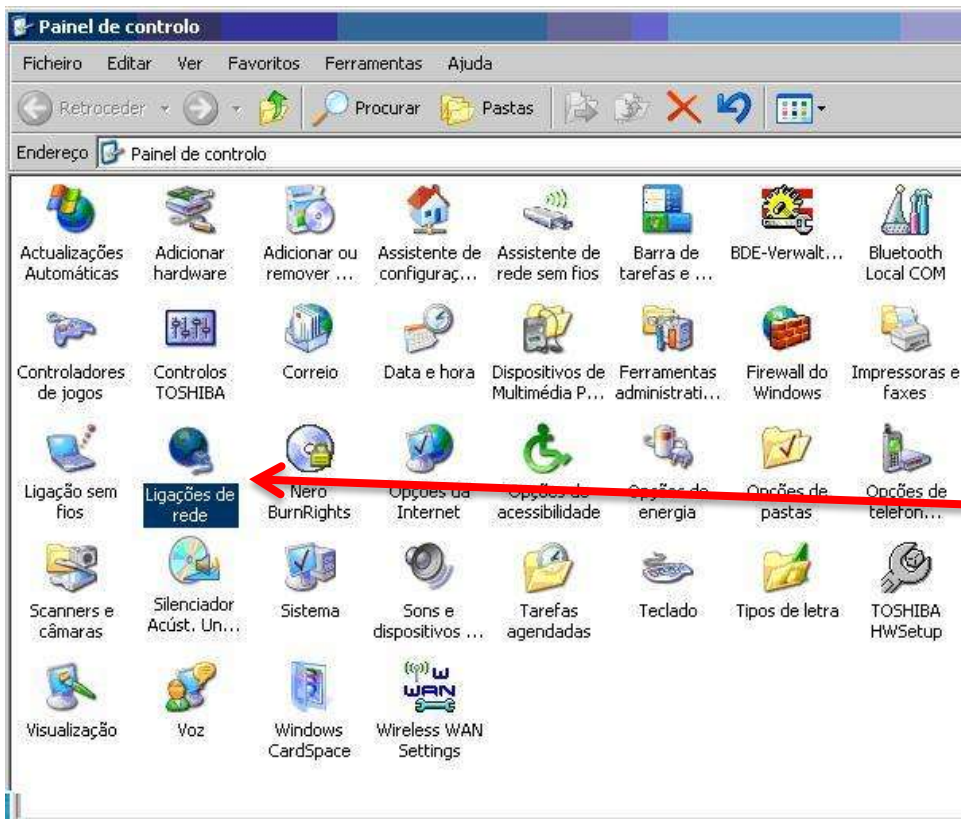 Painel de controlo
Ficheiro Editar Ver Favoritos Ferramentas Ajuda
Retroceder Procurar Pastas
Endereço Painel de controlo
Actualizações Automáticas
Adicionar hardware
Adicionar ou remover ...
Assistente de configuraç...
Assistente de rede sem fios
Barra de tarefas e ...
BDE-Verwalt...
Bluetooth Local COM
Controladores de jogos
Controlos TOSHIBA
Correio
Data e hora
Dispositivos de Multimédia P...
Ferramentas administrati...
Firewall do Windows
Impressoras e faxes
Ligação sem fios
Ligações de rede
Nero BurnRights
Opções da Internet
Opções de acessibilidade
Opções de energia
Opções de pastas
Opções de telefon...
Scanners e câmaras
Silenciador Acúst. Un...
Sistema
Sons e dispositivos ...
Tarefas agendadas
Teclado
Tipos de letra
TOSHIBA HWSetup
Visualização
Voz
Windows CardSpace
W WAN
Wireless WAN Settings